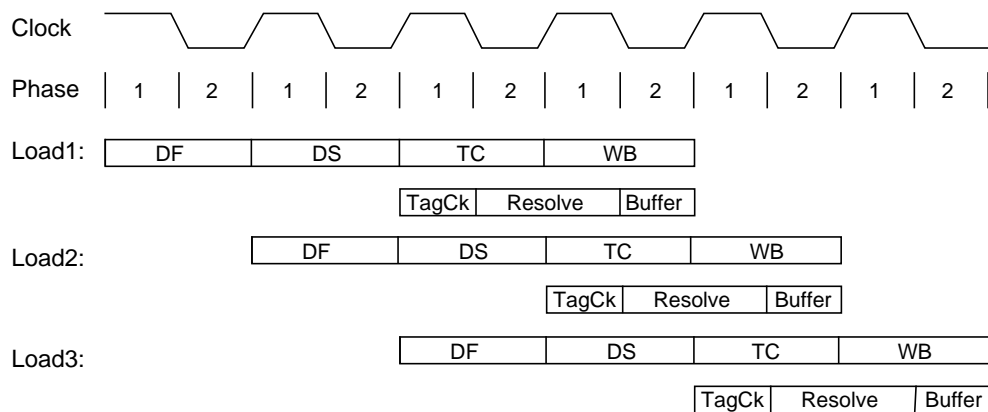 Clock
Phase 1 2 1 2 1 2 1 2 1 2 1 2
Load1: DF DS TC WB
TagCk Resolve Buffer
Load2: DF DS TC WB
TagCk Resolve Buffer
Load3: DF DS TC WB
TagCk Resolve Buffer